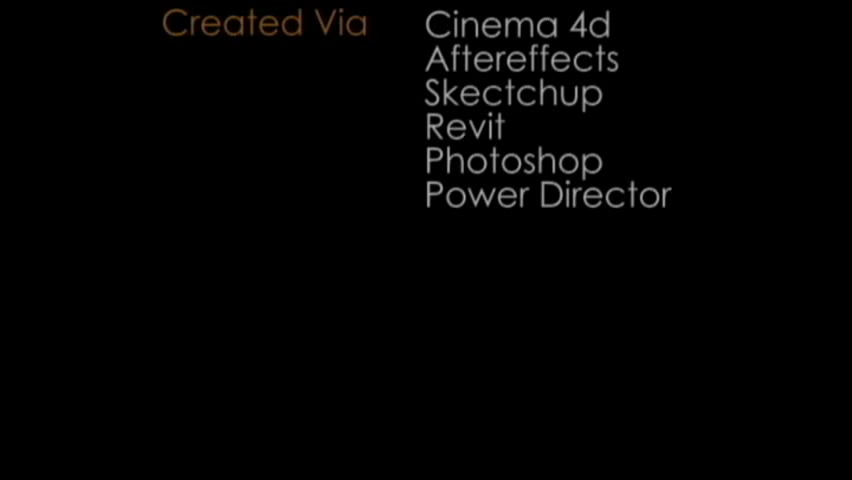 Created Via Cinema 4d
Aftereffects
Skectchup
Revit
Photoshop
Power Director